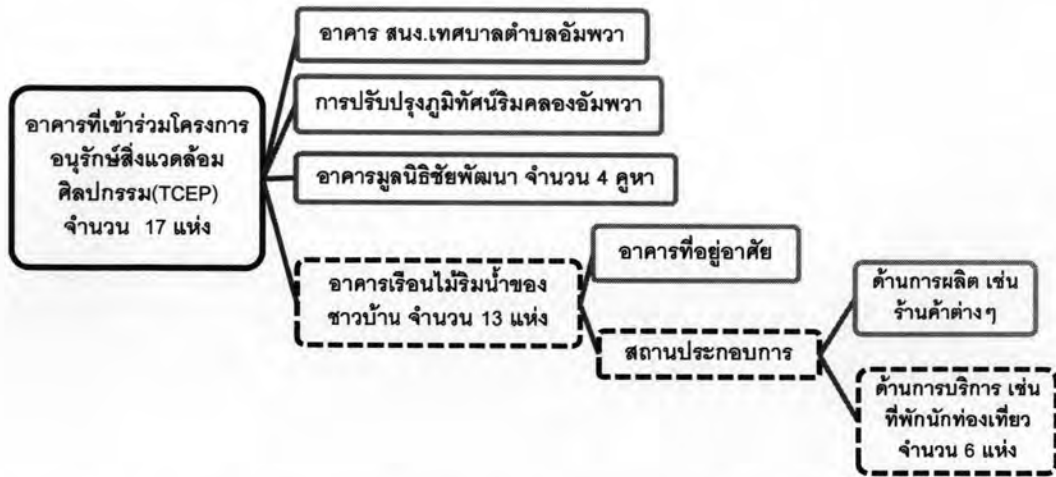 อาคาร สนง.เทศบาลตำบลอัมพวา
การปรับปรุงภูมิทัศน์ริมคลองอัมพวา
อาคารที่เข้าร่วมโครงการ
อนุรักษ์สิ่งแวดล้อม
ศิลปกรรม(TCEP)
จำนวน 17 แห่ง
อาคารมูลนิธิชัยพัฒนา จำนวน 4 คูหา
อาคารเรือนไม้ริมน้ำของ
ชาวบ้าน จำนวน 13 แห่ง
อาคารที่อยู่อาศัย
สถานประกอบการ
ด้านการผลิต เช่น
ร้านค้าต่างๆ
ด้านการบริการ เช่น
ที่พักนักท่องเที่ยว
จำนวน 6 แห่ง